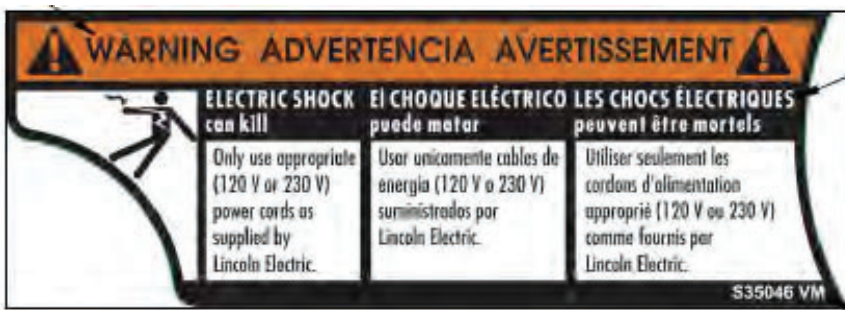 WARNING ADVERTENCIA AVERTISSEMENT
ELECTRIC SHOCK
can kill
Only use appropriate
(120 V or 230 V)
power cords as
supplied by
Lincoln Electric.
El CHOQUE ELÉCTRICO
puede matar
Usar unicamente cables de
energia (120 V o 230 V)
suministrados por
Lincoln Electric.
LES CHOCS ÉLECTRIQUES
peuvent être mortels
Utiliser seulement les
cordons d'alimentation
approprié (120 V ou 230 V)
comme fournis par
Lincoln Electric.
S35046 VM